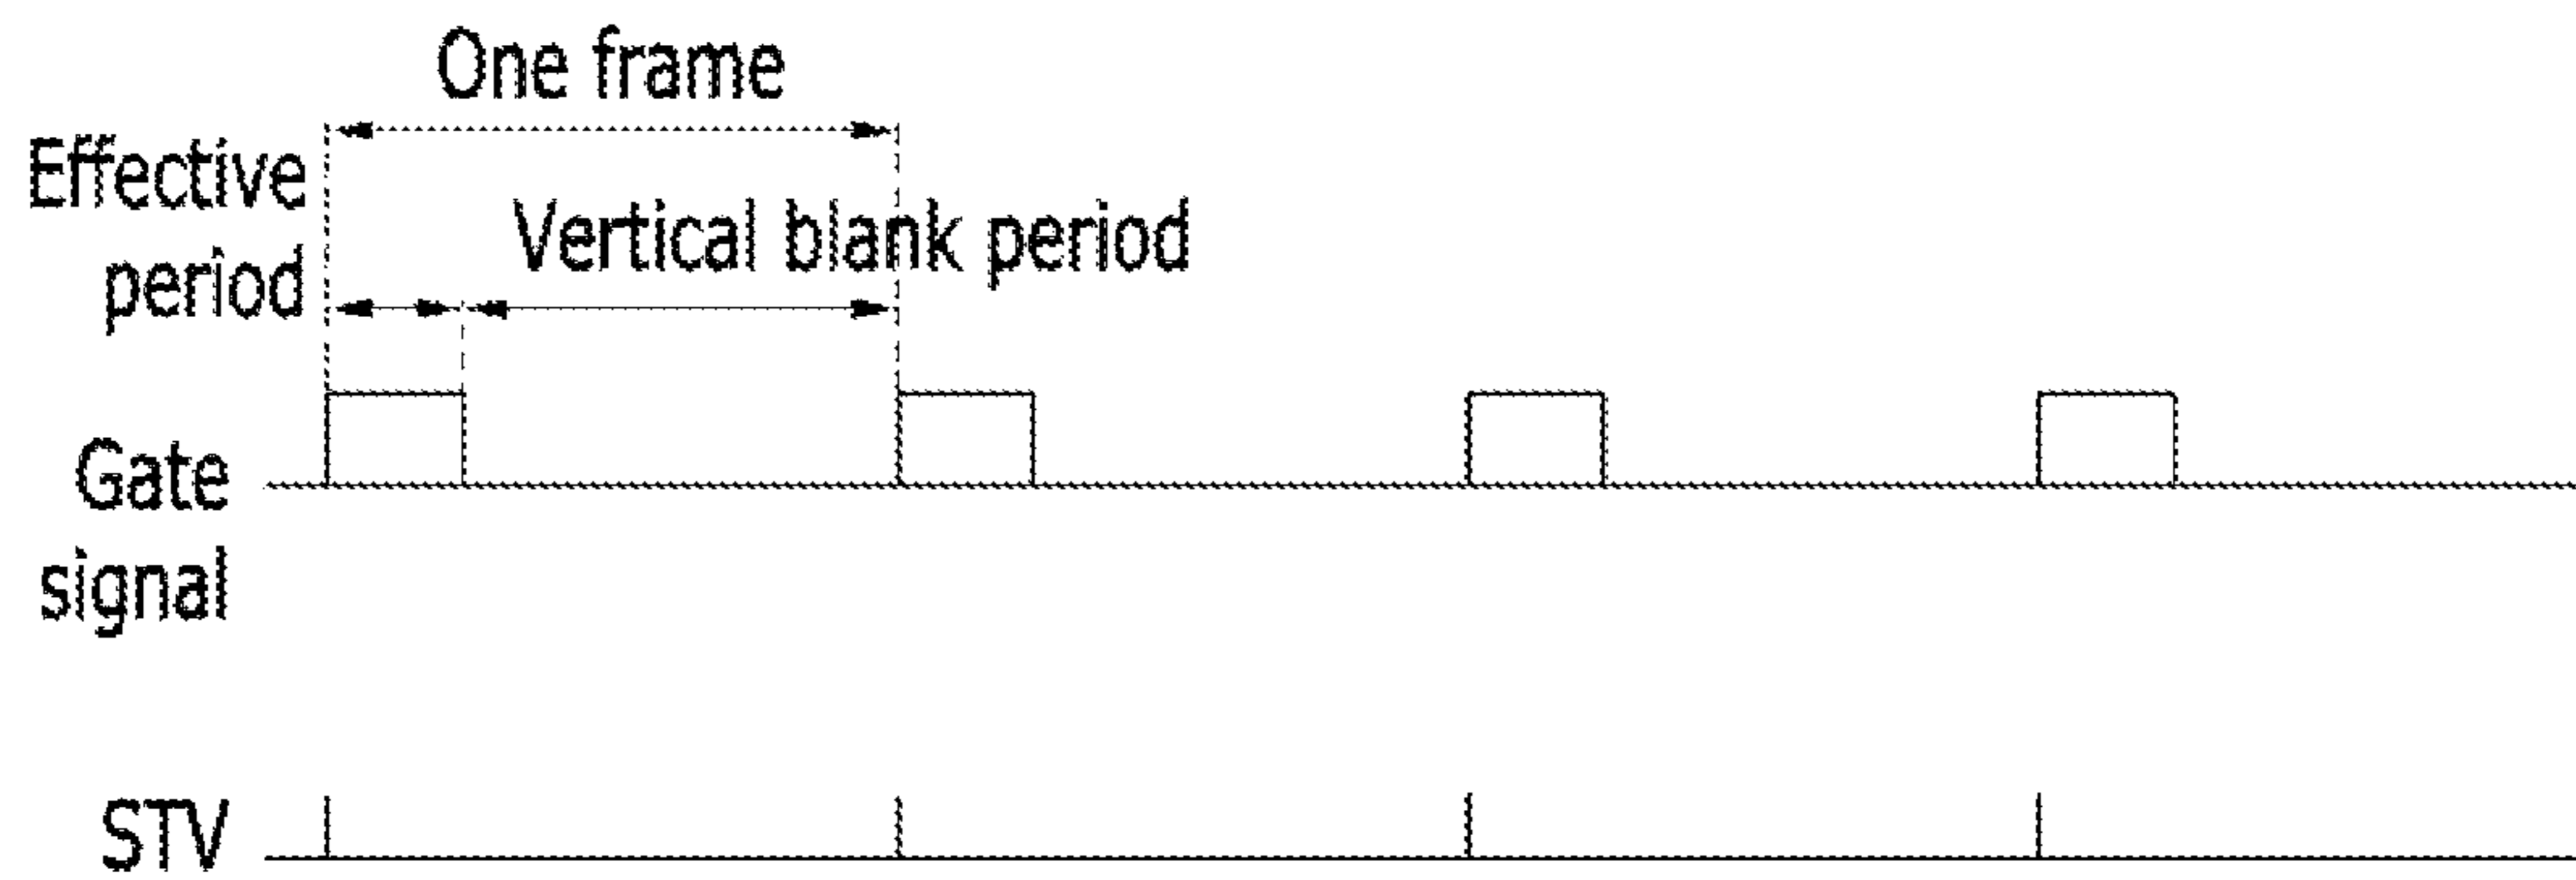 One frame
Effective
period
Vertical blank period
Gate
signal
STV